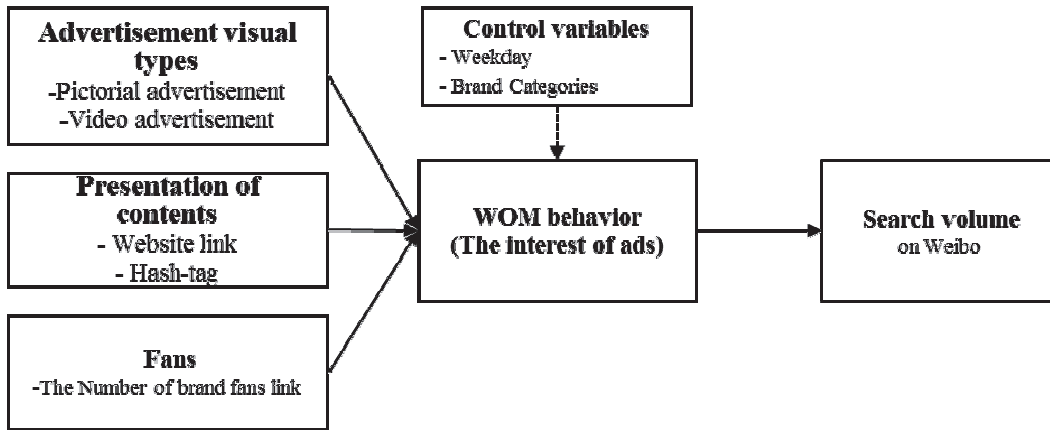 Advertisement visual
types
-Pictorial advertisement
-Video advertisement
Control variables
- Weekday
- Brand Categories
Presentation of
contents
- Website link
- Hash-tag
WOM behavior
(The interest of ads)
Search volume
on Weibo
Fans
-The Number of brand fans link